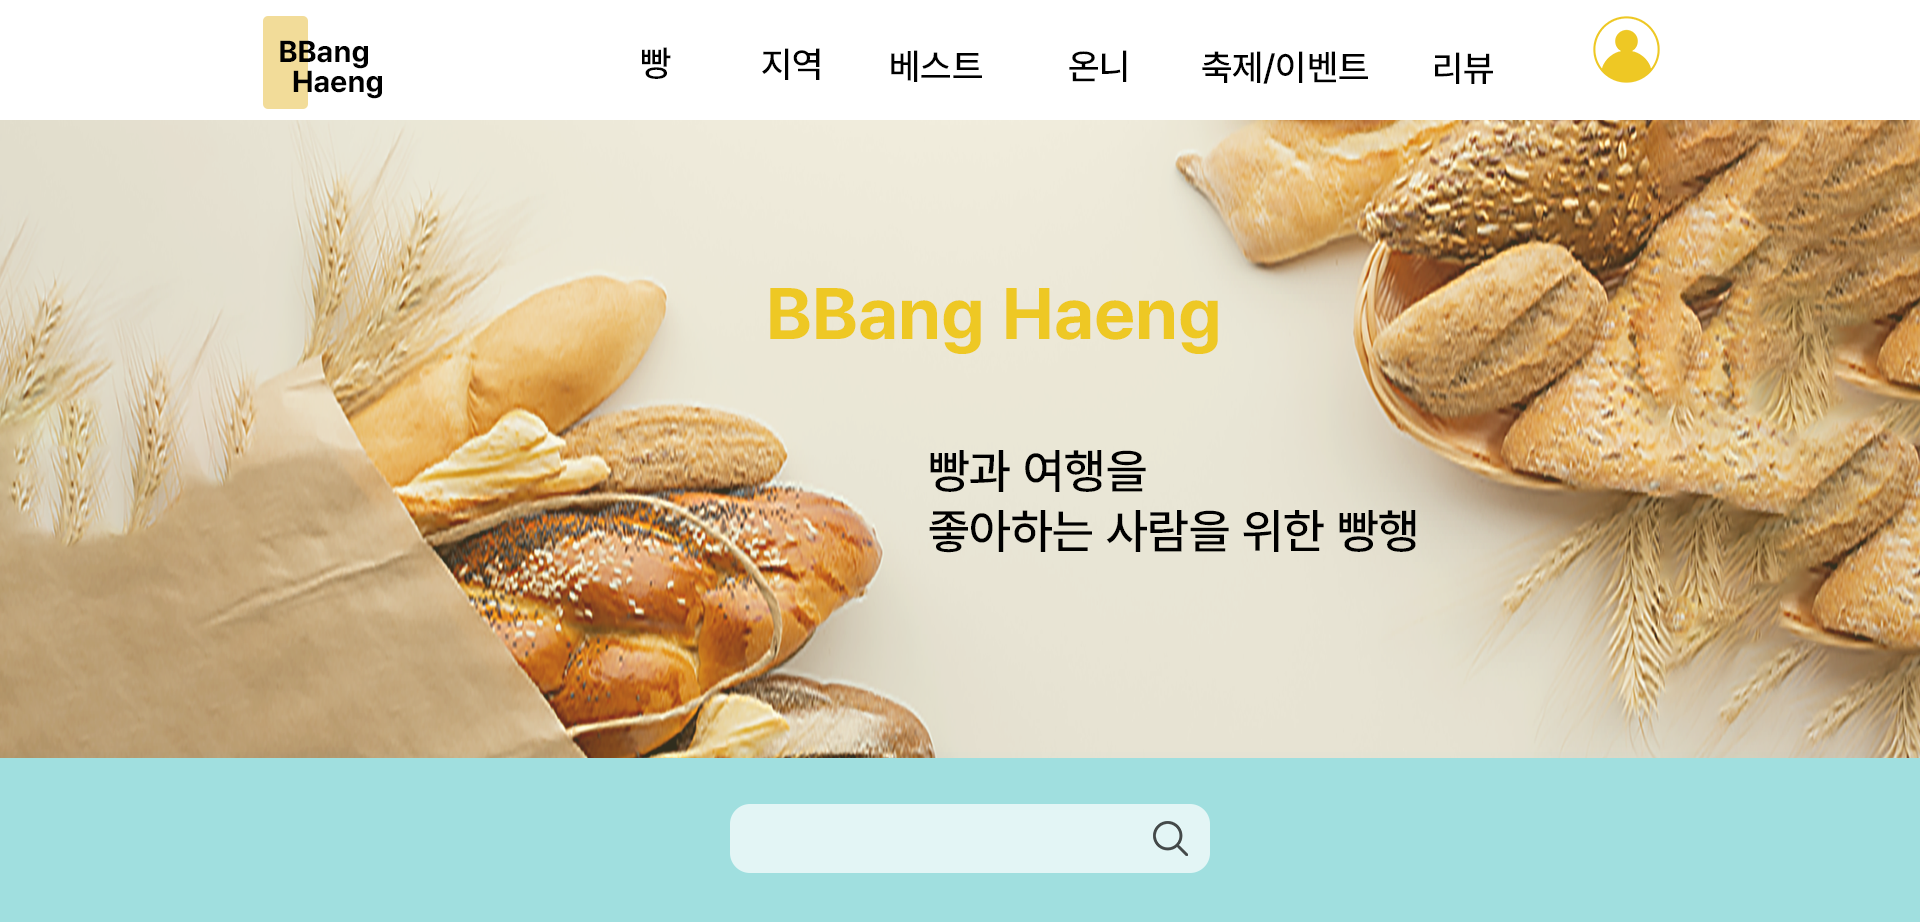 BBang
Haeng
빵
지역
베스트
온니
축제/이벤트
리뷰
BBang Haeng
빵과 여행을
좋아하는 사람을 위한 빵행